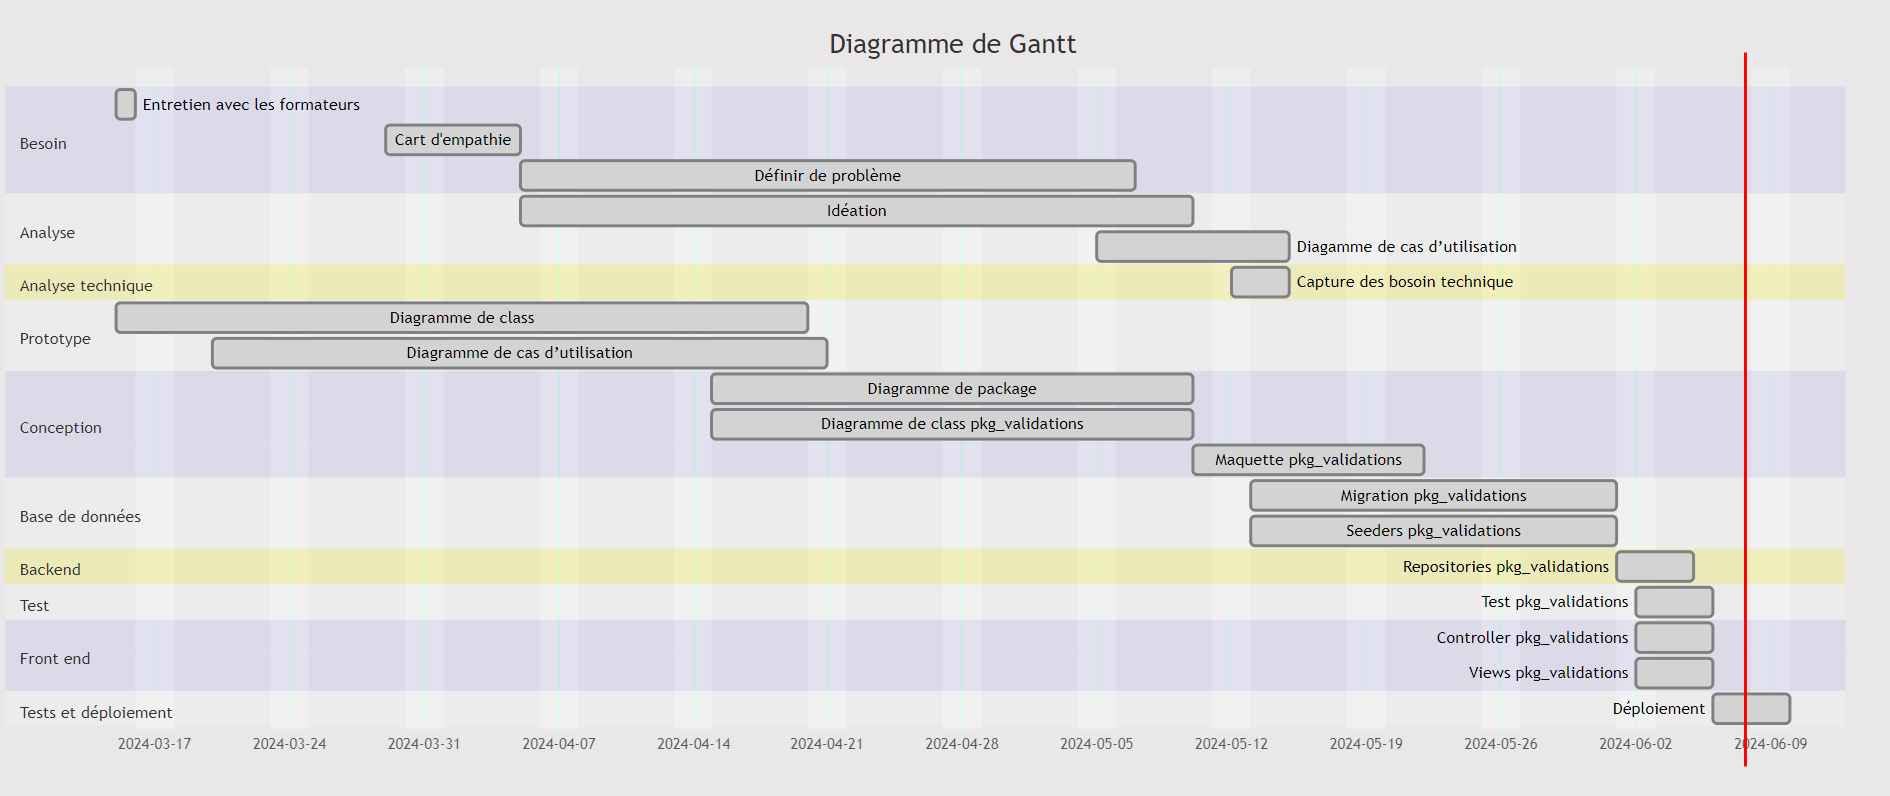 Diagramme de Gantt
Entretien avec les formateurs
Besoin
Cart d'empathie
Définir de problème
Idéation
Analyse
Diagamme de cas d’utilisation
Analyse technique
Capture des bosoin technique
Prototype
Diagramme de class
Diagramme de cas d’utilisation
Diagramme de package
Conception
Diagramme de class pkg_validations
Maquette pkg_validations
Migration pkg_validations
Base de données
Seeders pkg_validations
Backend
Repositories pkg_validations
Test
Test pkg_validations
Controller pkg_validations
Front end
Views pkg_validations
Tests et déploiement
Déploiement
2024-03-17 2024-03-24 2024-03-31 2024-04-07 2024-04-14 2024-04-21 2024-04-28 2024-05-05 2024-05-12 2024-05-19 2024-05-26 2024-06-02 2024-06-09